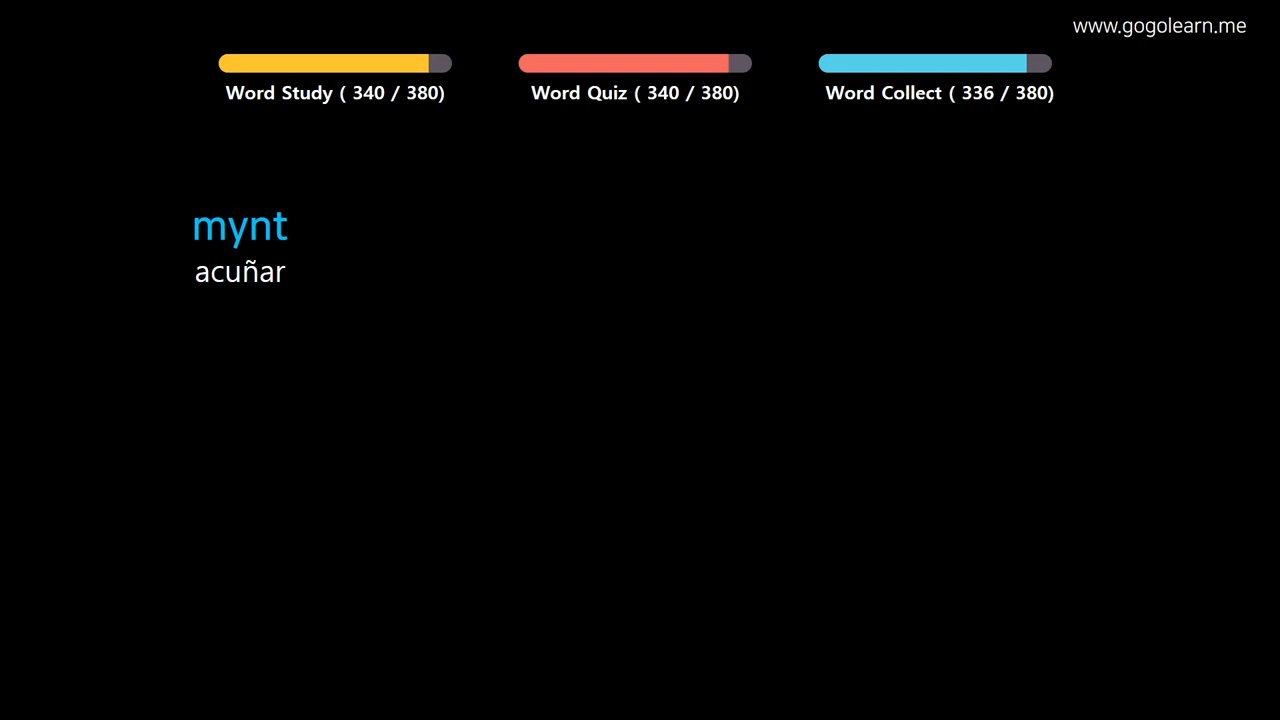 www.gogolearn.me
Word Study ( 340 / 380)
Word Quiz ( 340 / 380)
Word Collect ( 336 / 380)
mynt
acuñar